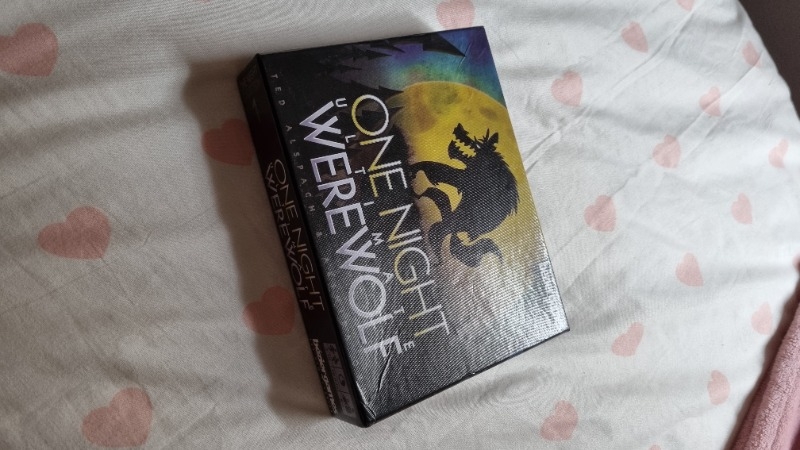 ONE NIGHT
ULTIMATE
WEREWOLF
TED ALSPACH &
ONE NIGHT
WEREWOLF